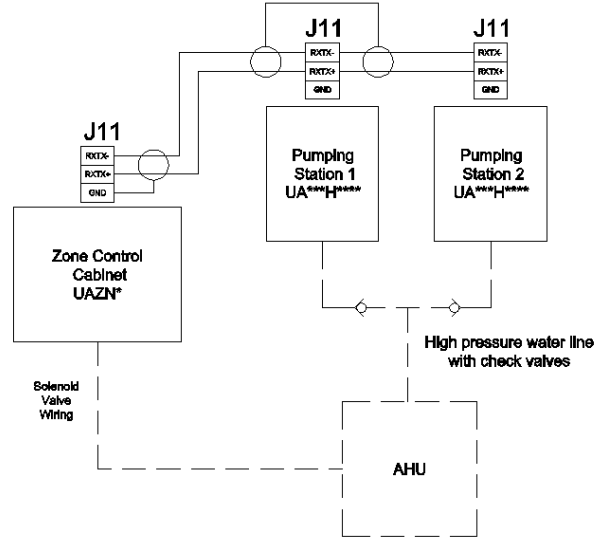 J11
J11
RXTX-
RXTX+
GND
RXTX-
RXTX+
GND
J11
RXTX-
RXTX+
GND
Pumping
Station 1
UA***H****
Pumping
Station 2
UA***H****
Zone Control
Cabinet
UAZN*
High pressure water line
with check valves
Solenoid
Valve
Wiring
AHU